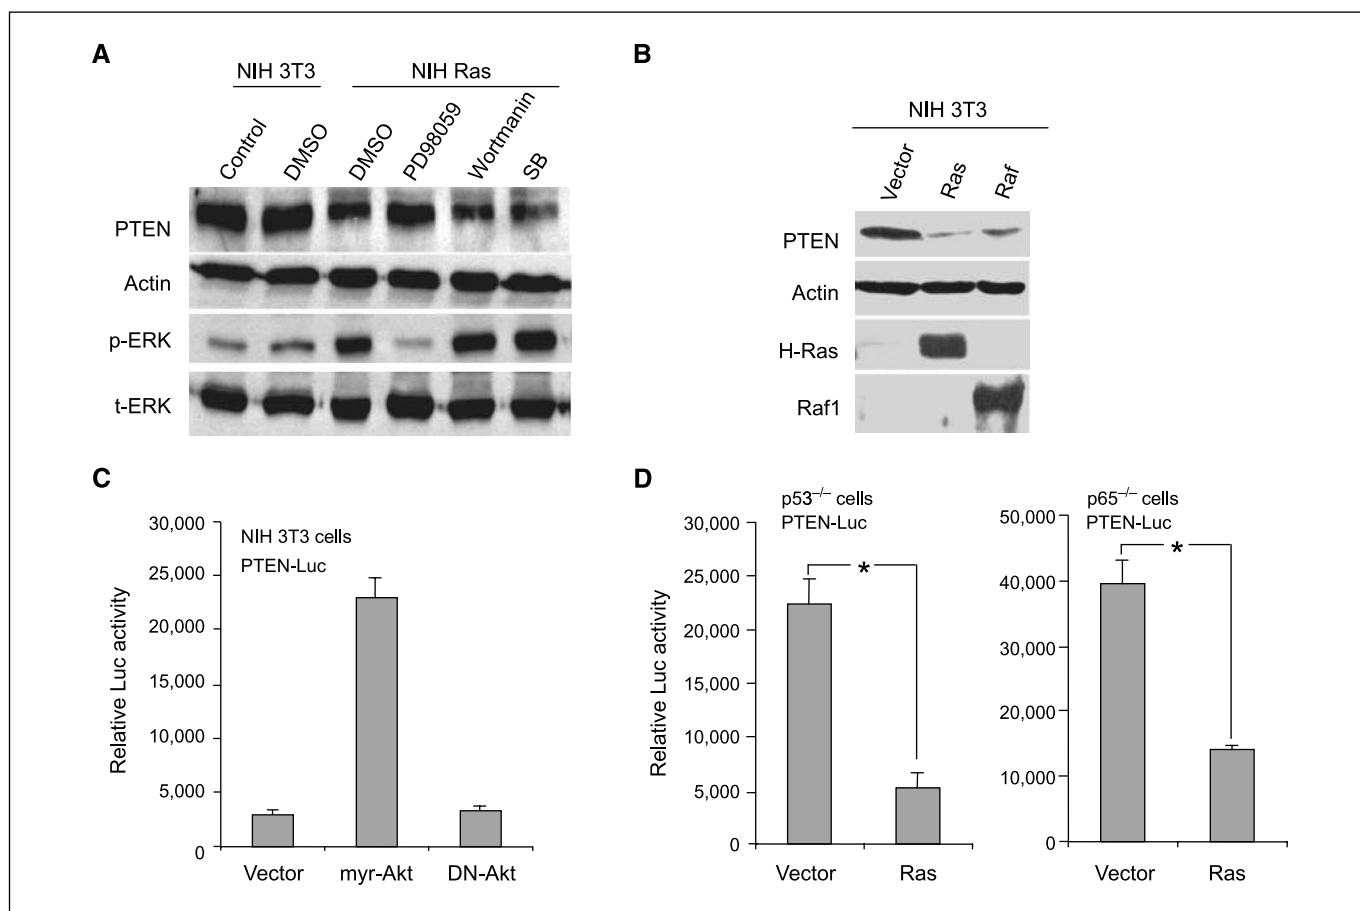 A
NIH 3T3
NIH Ras
Control
DMSO
DMSO
PD98059
Wortmanin
SB
PTEN
Actin
p-ERK
t-ERK
B
NIH 3T3
Vector
Ras
Raf
PTEN
Actin
H-Ras
Raf1
C
NIH 3T3 cells
PTEN-Luc
Relative Luc activity
30,000
25,000
20,000
15,000
10,000
5,000
0
Vector
myr-Akt
DN-Akt
D
p53–/– cells
PTEN-Luc
Relative Luc activity
30,000
25,000
20,000
15,000
10,000
5,000
0
*
Vector
Ras
p65–/– cells
PTEN-Luc
50,000
40,000
30,000
20,000
10,000
0
*
Vector
Ras